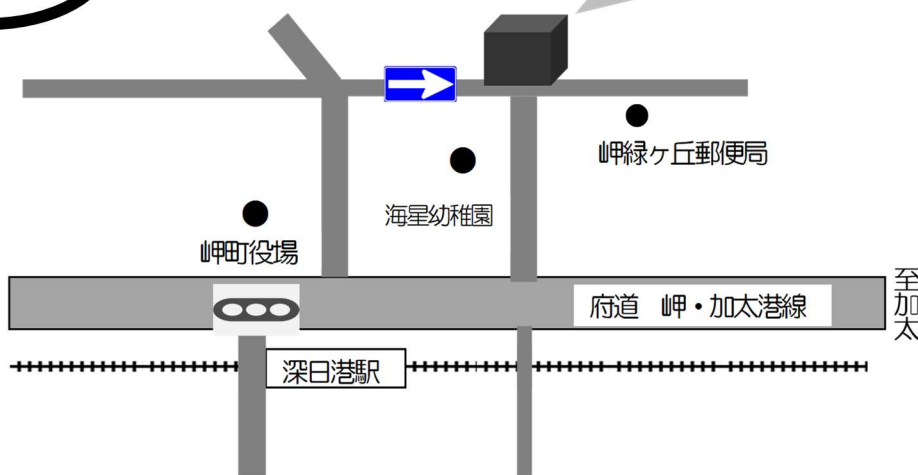 岬緑ヶ丘郵便局
海星幼稚園
岬町役場
府道　岬・加太港線
至加太
深日港駅